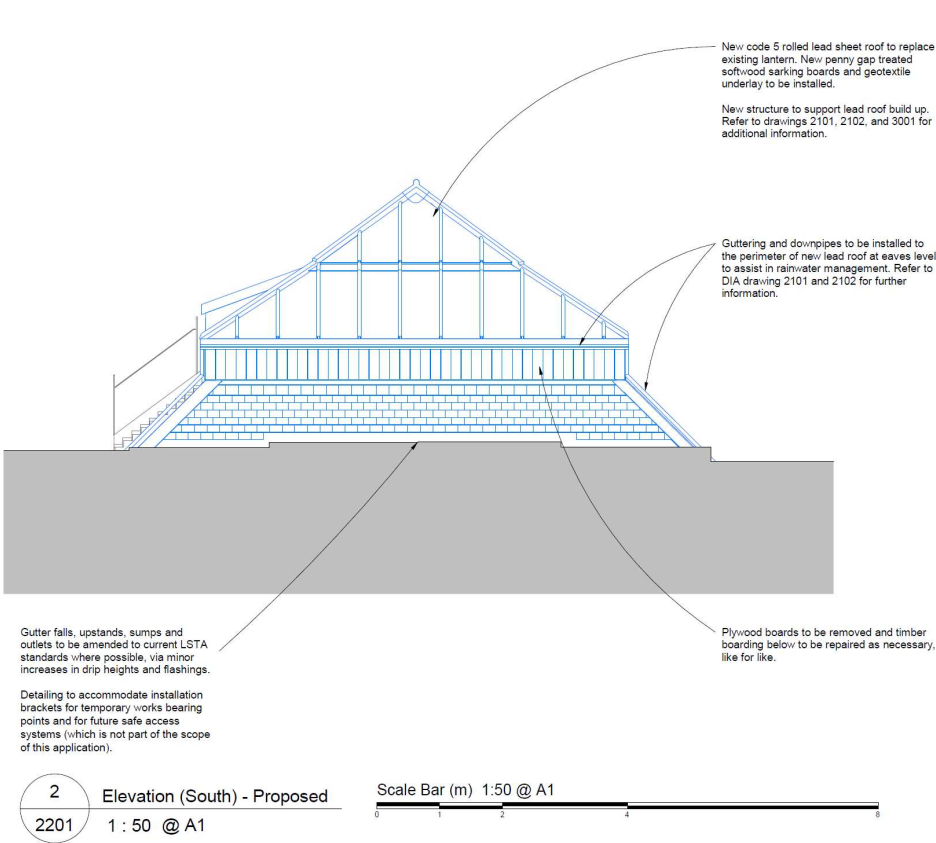 New code 5 rolled lead sheet roof to replace
existing lantern. New penny gap treated
softwood sarking boards and geotextile
underlay to be installed.
New structure to support lead roof build up.
Refer to drawings 2101, 2102, and 3001 for
additional information.
Guttering and downpipes to be installed to
the perimeter of new lead roof at eaves level
to assist in rainwater management. Refer to
DIA drawing 2101 and 2102 for further
information.
Gutter falls, upstands, sumps and
outlets to be amended to current LSTA
standards where possible, via minor
increases in drip heights and flashings.
Detailing to accommodate installation
brackets for temporary works bearing
points and for future safe access
systems (which is not part of the scope
of this application).
Plywood boards to be removed and timber
boarding below to be repaired as necessary,
like for like.
2
2201
Elevation (South) - Proposed
1 : 50 @ A1
Scale Bar (m) 1:50 @ A1
0 1 2 4 8